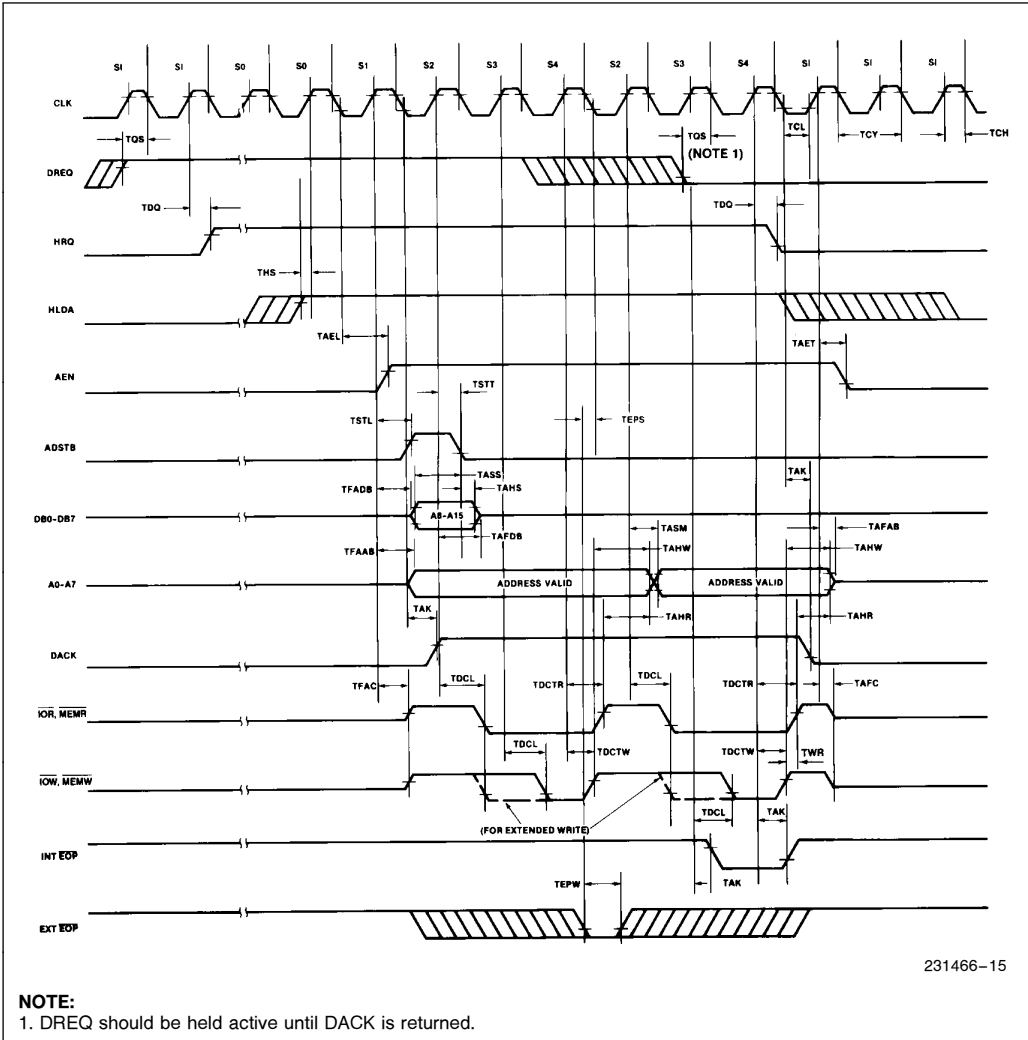 SI SI S0 S0 S1 S2 S3 S4 S2 S3 S4 SI SI SI
CLK
TQS TQS TCL TCY TCH
(NOTE 1)
DREQ
TDQ TDQ
HRQ
THS
HLDA
TAEL TAET
AEN
TSTT
TSTL TEPS
ADSTB
TASS TAK
TFADB TAHS
DB0-DB7 A8-A15
TASM TAFAB
TAFDB
TFAAB TAHW TAHW
A0-A7 ADDRESS VALID ADDRESS VALID
TAK TAHR TAHR
DACK
TFAC TDCL TDCTR TDCL TDCTR TAFC
IOR, MEMR
TDCL TDCTW TDCTW TWR
IOW, MEMW
(FOR EXTENDED WRITE) TDCL TAK
INT EOP
TEPW TAK
EXT EOP
231466–15
NOTE:
1. DREQ should be held active until DACK is returned.